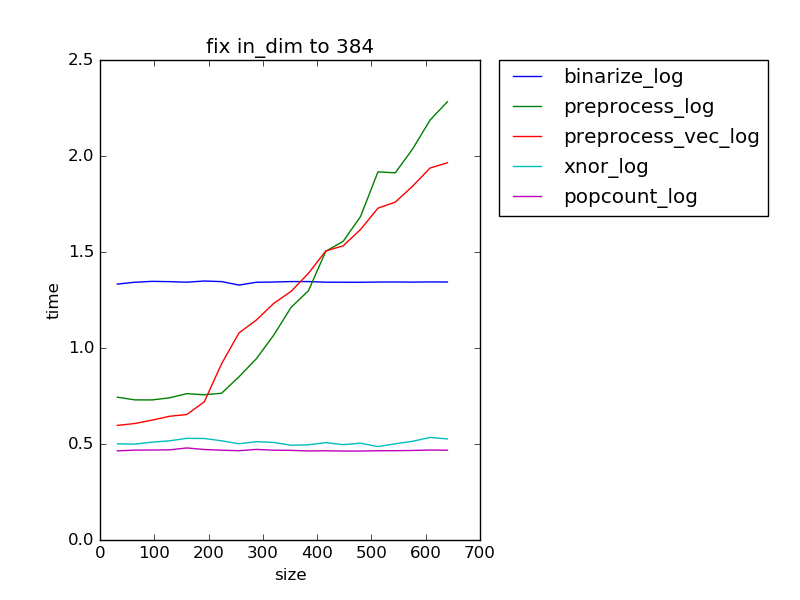 fix in_dim to 384
2.5
2.0
1.5
1.0
0.5
0.0
time
0 100 200 300 400 500 600 700
size
binarize_log
preprocess_log
preprocess_vec_log
xnor_log
popcount_log